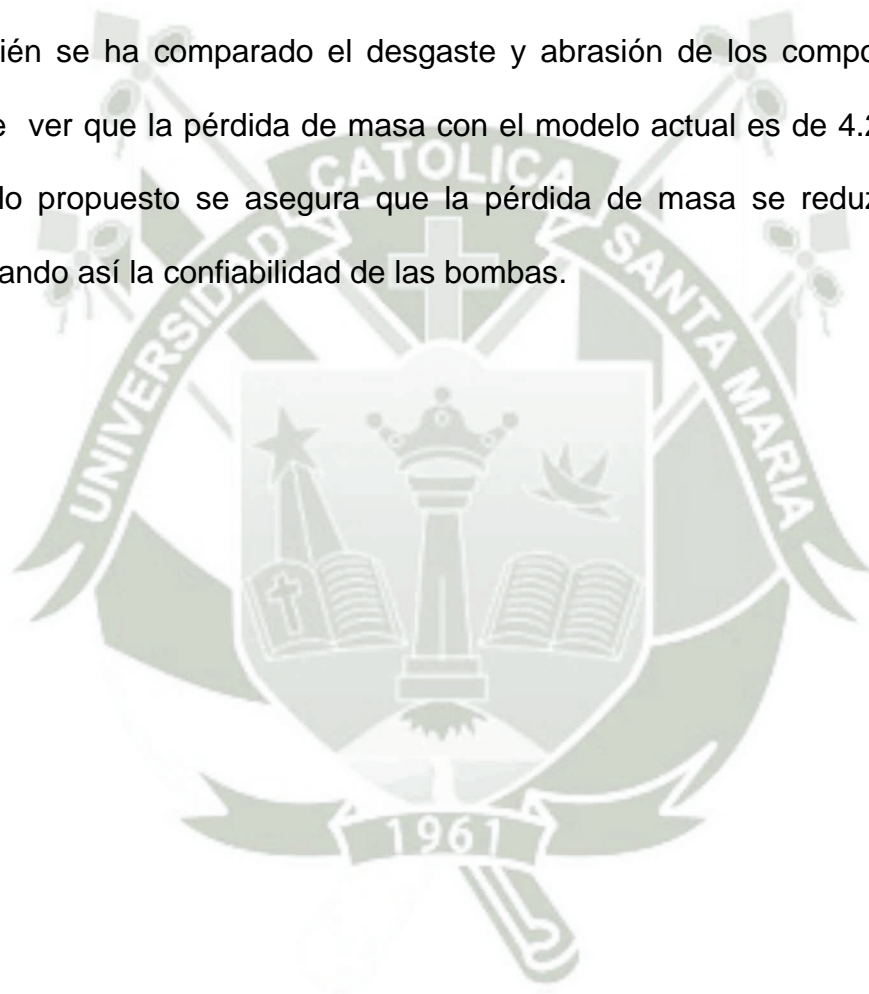 ién se ha comparado el desgaste y abrasión de los compo
e ver que la pérdida de masa con el modelo actual es de 4.2
lo propuesto se asegura que la pérdida de masa se reduz
ando así la confiabilidad de las bombas.
UNIVERSIDAD CATOLICA SANTA MARIA
1961